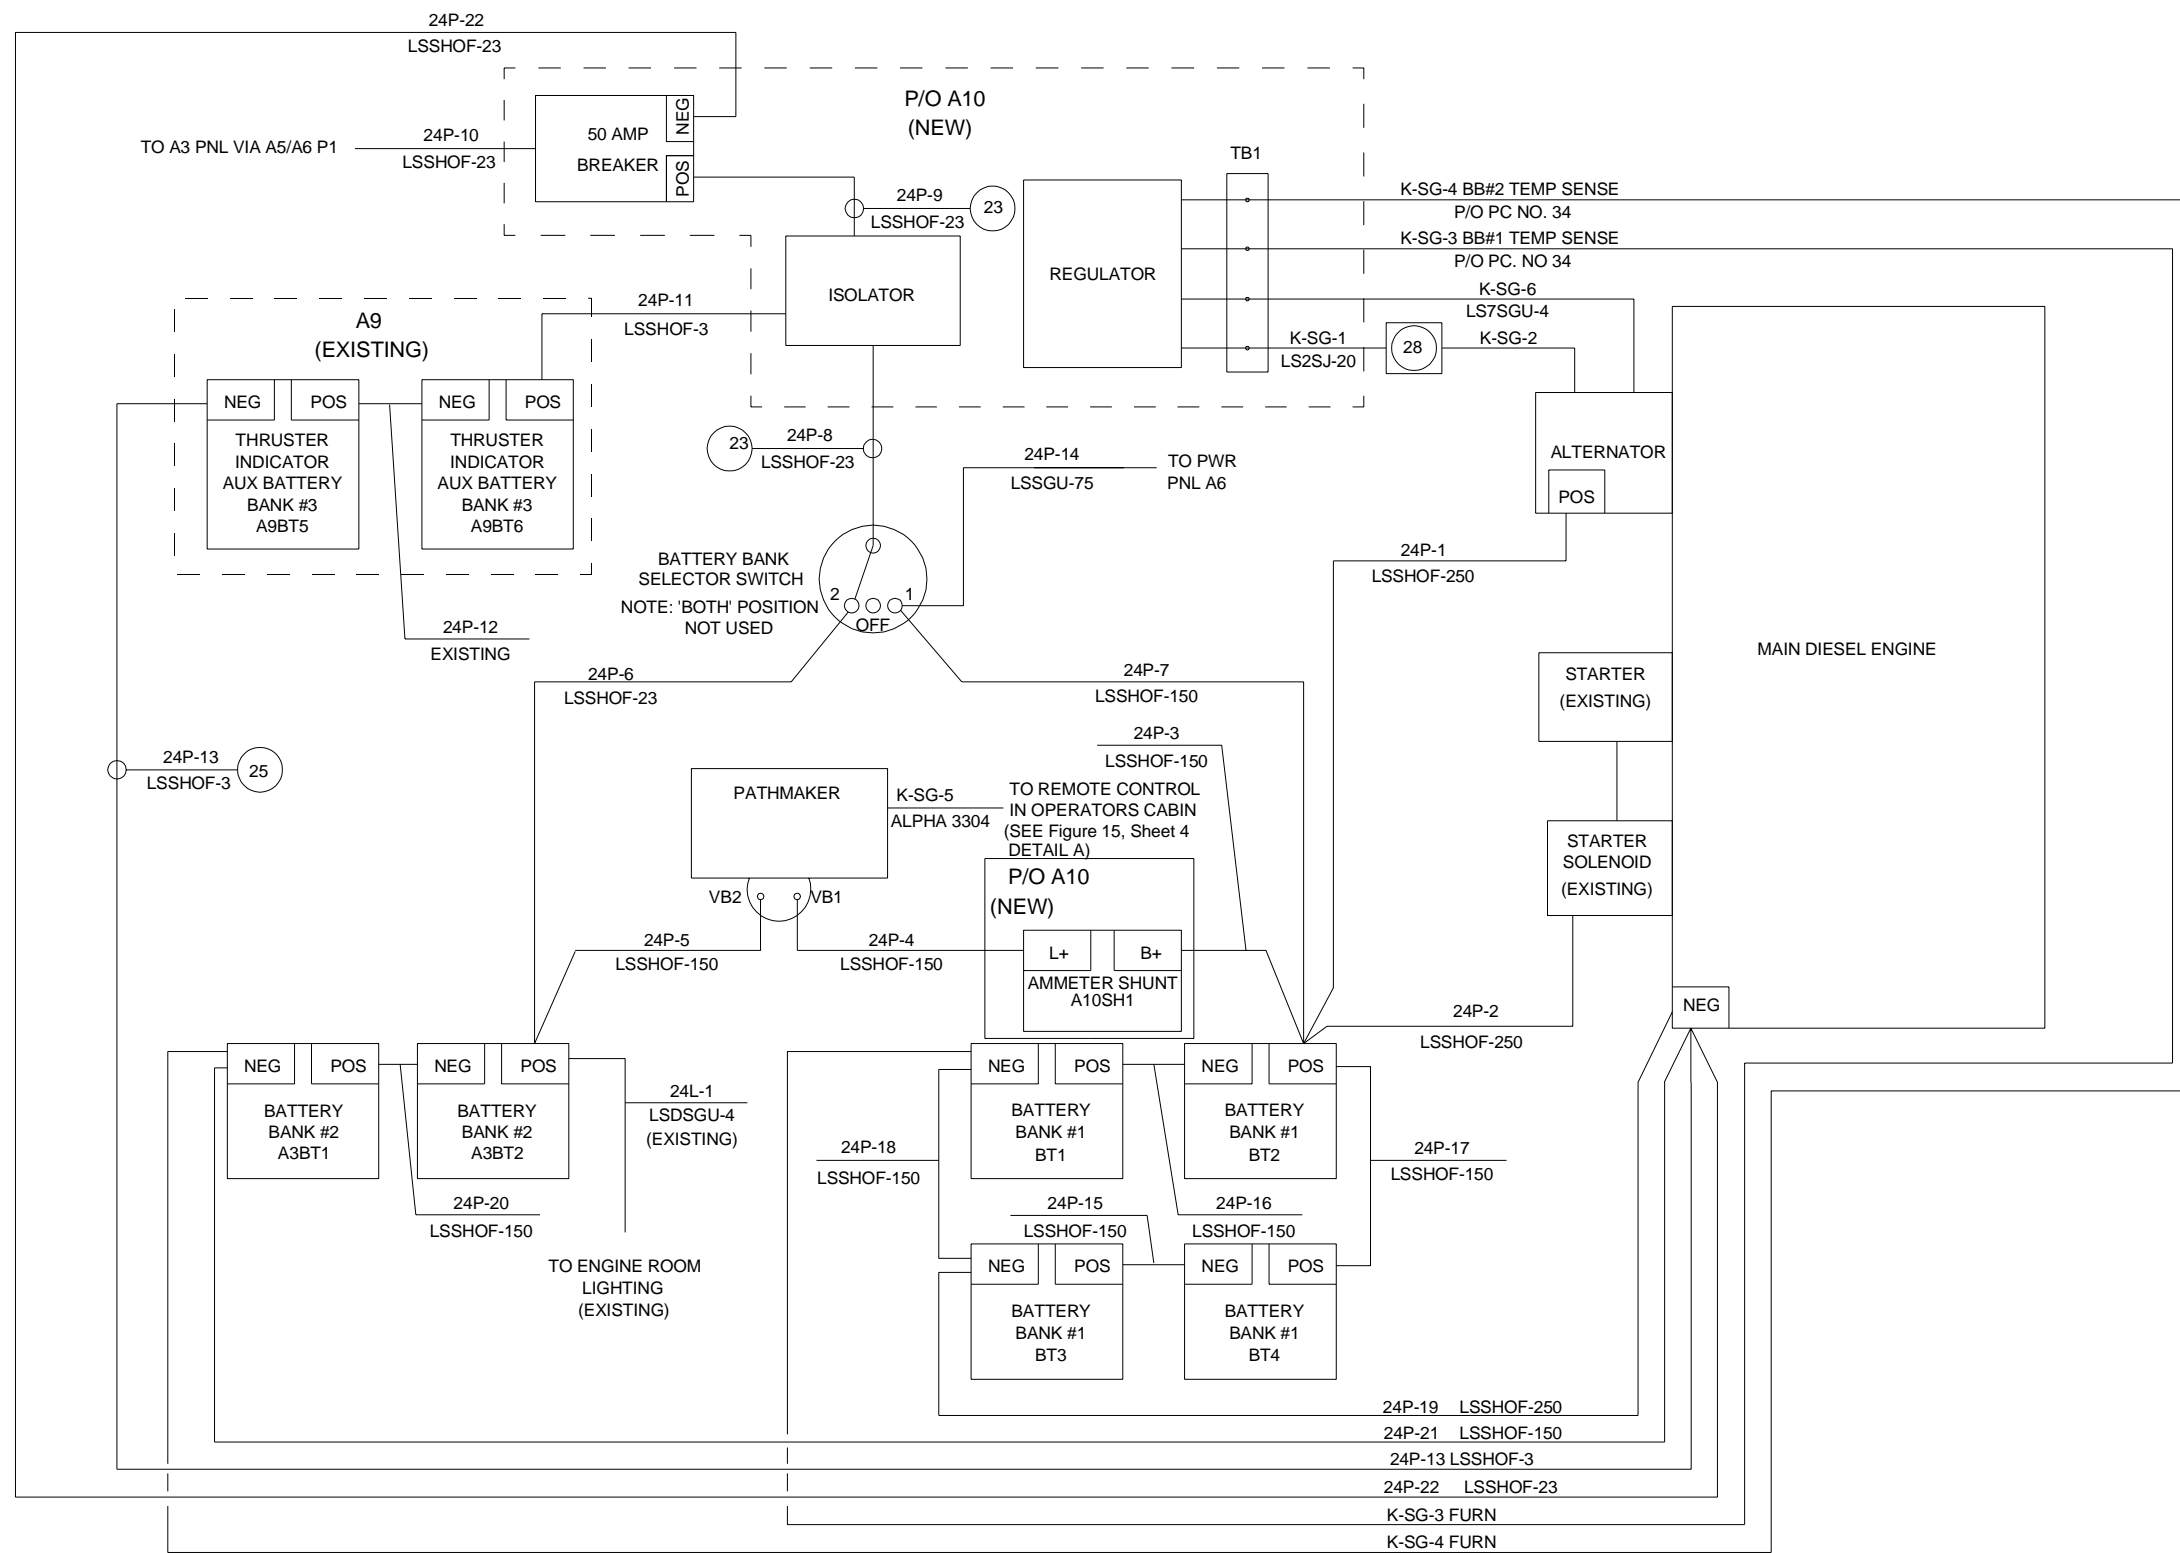 24P-22
LSSHOF-23
P/O A10
(NEW)
50 AMP
BREAKER
NEG
POS
TO A3 PNL VIA A5/A6 P1
24P-10
LSSHOF-23
24P-9
LSSHOF-23
23
TB1
REGULATOR
ISOLATOR
K-SG-4 BB#2 TEMP SENSE
P/O PC NO. 34
K-SG-3 BB#1 TEMP SENSE
P/O PC. NO 34
K-SG-6
LS7SGU-4
K-SG-1
LS2SJ-20
28
K-SG-2
24P-11
LSSHOF-3
A9
(EXISTING)
NEG
POS
THRUSTER
INDICATOR
AUX BATTERY
BANK #3
A9BT5
NEG
POS
THRUSTER
INDICATOR
AUX BATTERY
BANK #3
A9BT6
24P-12
EXISTING
23
24P-8
LSSHOF-23
24P-14
LSSGU-75
TO PWR
PNL A6
ALTERNATOR
POS
24P-1
LSSHOF-250
BATTERY BANK
SELECTOR SWITCH
NOTE: 'BOTH' POSITION
NOT USED
2
1
OFF
MAIN DIESEL ENGINE
STARTER
(EXISTING)
24P-6
LSSHOF-23
24P-7
LSSHOF-150
24P-3
LSSHOF-150
24P-13
LSSHOF-3
25
PATHMAKER
K-SG-5
ALPHA 3304
TO REMOTE CONTROL
IN OPERATORS CABIN
(SEE Figure 15, Sheet 4
DETAIL A)
STARTER
SOLENOID
(EXISTING)
VB2
VB1
P/O A10
(NEW)
24P-5
LSSHOF-150
24P-4
LSSHOF-150
L+
B+
AMMETER SHUNT
A10SH1
24P-2
LSSHOF-250
NEG
NEG
POS
BATTERY
BANK #2
A3BT1
NEG
POS
BATTERY
BANK #2
A3BT2
24L-1
LSDSGU-4
(EXISTING)
24P-20
LSSHOF-150
TO ENGINE ROOM
LIGHTING
(EXISTING)
NEG
POS
BATTERY
BANK #1
BT1
NEG
POS
BATTERY
BANK #1
BT2
24P-18
LSSHOF-150
24P-17
LSSHOF-150
24P-15
LSSHOF-150
24P-16
LSSHOF-150
NEG
POS
BATTERY
BANK #1
BT3
NEG
POS
BATTERY
BANK #1
BT4
24P-19 LSSHOF-250
24P-21 LSSHOF-150
24P-13 LSSHOF-3
24P-22 LSSHOF-23
K-SG-3 FURN
K-SG-4 FURN